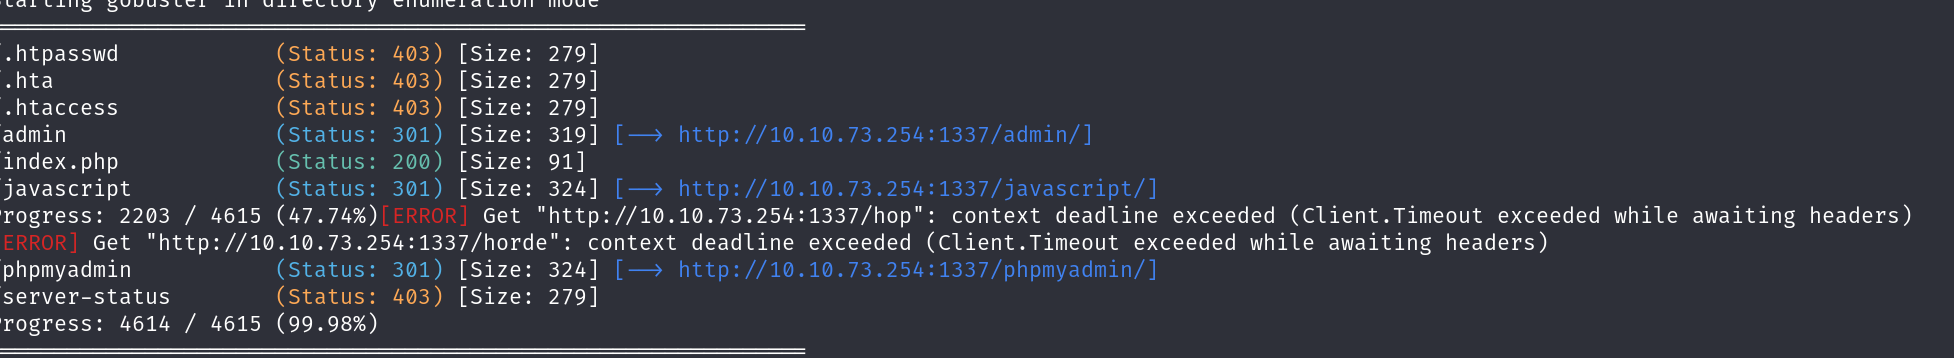 starting gobuster in directory enumeration mode
.htpasswd (Status: 403) [Size: 279]
.hta (Status: 403) [Size: 279]
.htaccess (Status: 403) [Size: 279]
admin (Status: 301) [Size: 319] [--> http://10.10.73.254:1337/admin/]
index.php (Status: 200) [Size: 91]
javascript (Status: 301) [Size: 324] [--> http://10.10.73.254:1337/javascript/]
rogress: 2203 / 4615 (47.74%)[ERROR] Get "http://10.10.73.254:1337/hop": context deadline exceeded (Client.Timeout exceeded while awaiting headers)
ERROR] Get "http://10.10.73.254:1337/horde": context deadline exceeded (Client.Timeout exceeded while awaiting headers)
phpmyadmin (Status: 301) [Size: 324] [--> http://10.10.73.254:1337/phpmyadmin/]
server-status (Status: 403) [Size: 279]
rogress: 4614 / 4615 (99.98%)